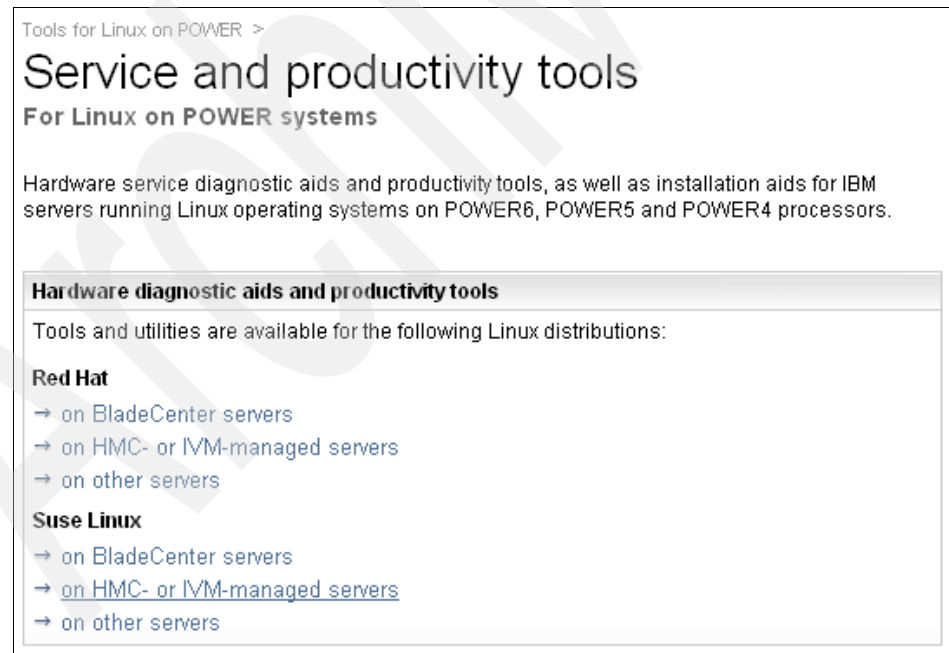 Tools for Linux on POWER >
Service and productivity tools
For Linux on POWER systems
Hardware service diagnostic aids and productivity tools, as well as installation aids for IBM
servers running Linux operating systems on POWER6, POWER5 and POWER4 processors.
Hardware diagnostic aids and productivity tools
Tools and utilities are available for the following Linux distributions:
Red Hat
→ on BladeCenter servers
→ on HMC- or IVM-managed servers
→ on other servers
Suse Linux
→ on BladeCenter servers
→ on HMC- or IVM-managed servers
→ on other servers